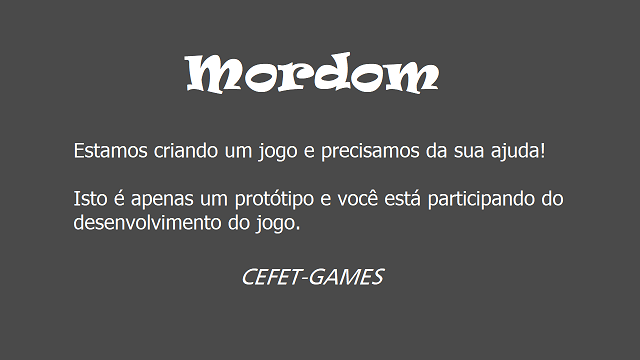 Mordom
Estamos criando um jogo e precisamos da sua ajuda!
Isto é apenas um protótipo e você está participando do
desenvolvimento do jogo.
CEFET-GAMES